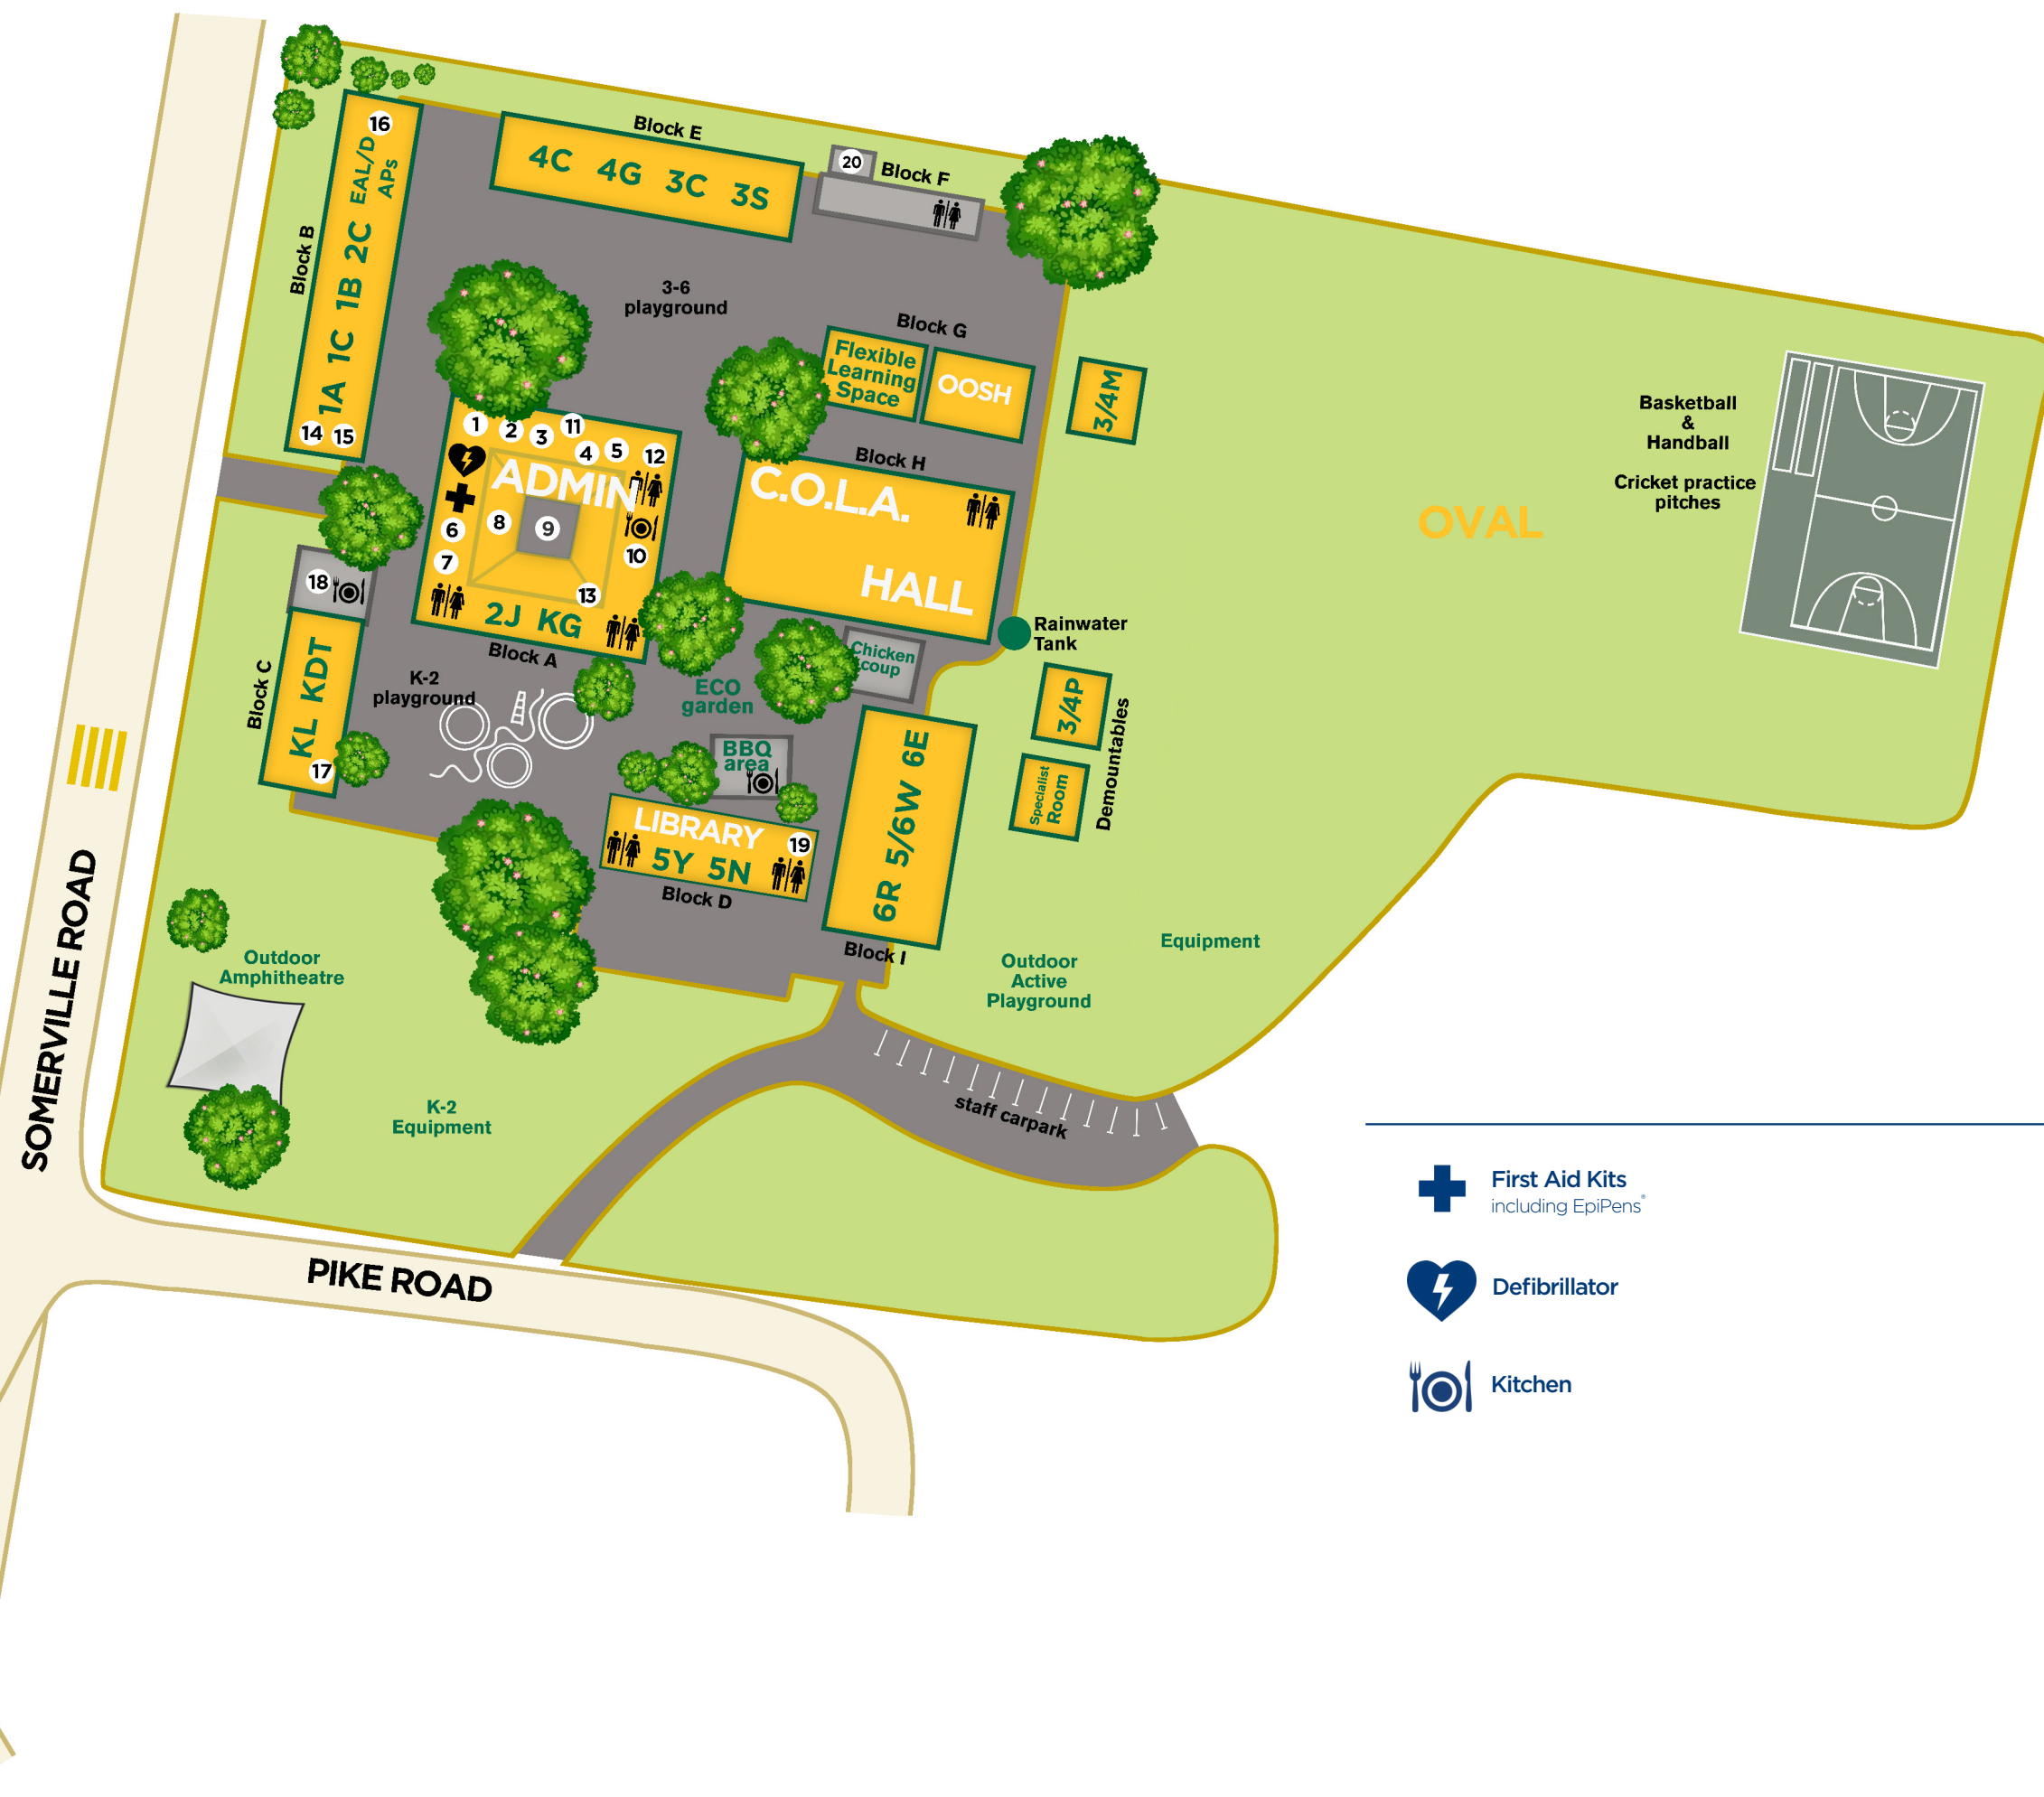 Block E
4C 4G 3C 3S
20
Block F
16
EAL/D
APs
Block B
1A 1C 1B 2C
14
15
3-6
playground
Block G
Flexible
Learning
Space
OOSH
3/4M
1
2
3
11
4
5
12
ADMIN
6
7
8
9
10
13
2J KG
Block A
Block H
C.O.L.A.
HALL
Rainwater
Tank
Basketball
&
Handball
Cricket practice
pitches
OVAL
18
Block C
KL KDT
17
K-2
playground
ECO
garden
Chicken
coup
BBQ
area
LIBRARY
19
5Y 5N
Block D
6R 5/6W 6E
Block I
3/4P
Specialist
Room
Demountables
Equipment
Outdoor
Active
Playground
Outdoor
Amphitheatre
K-2
Equipment
staff carpark
SOMERVILLE ROAD
PIKE ROAD
First Aid Kits
including EpiPens®
Defibrillator
Kitchen